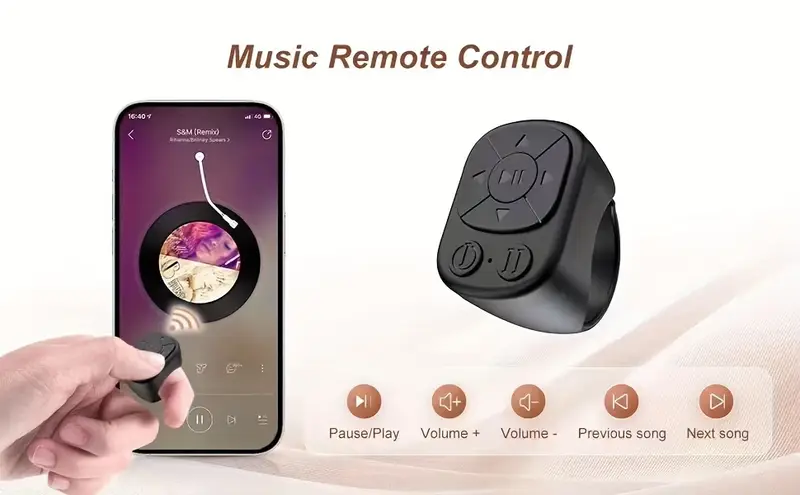 Music Remote Control
16:40
4G
S&M (Remix)
Rihanna/Britney Spears >
Pause/Play
Volume +
Volume -
Previous song
Next song